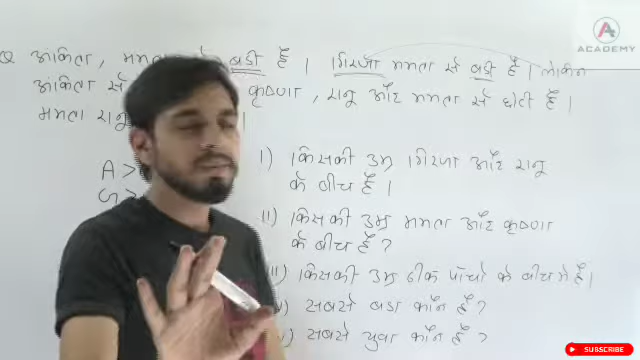 Q अंकिता, ममता बड़ी है । गिरजा ममता से बड़ी है । लेकिन
अंकिता से कृष्णा, रानू और ममता से छोटी है ।
ममता रानू ।
A >
G >
I) किसकी उम्र गिरजा और रानू
के बीच है ।
II) किसकी उम्र ममता और कृष्णा
के बीच है ?
) किसकी उम्र ठीक पाँचों के बीच में है ।
) सबसे बड़ा कौन है ?
) सबसे युवा कौन है ?
A
ACADEMY
SUBSCRIBE